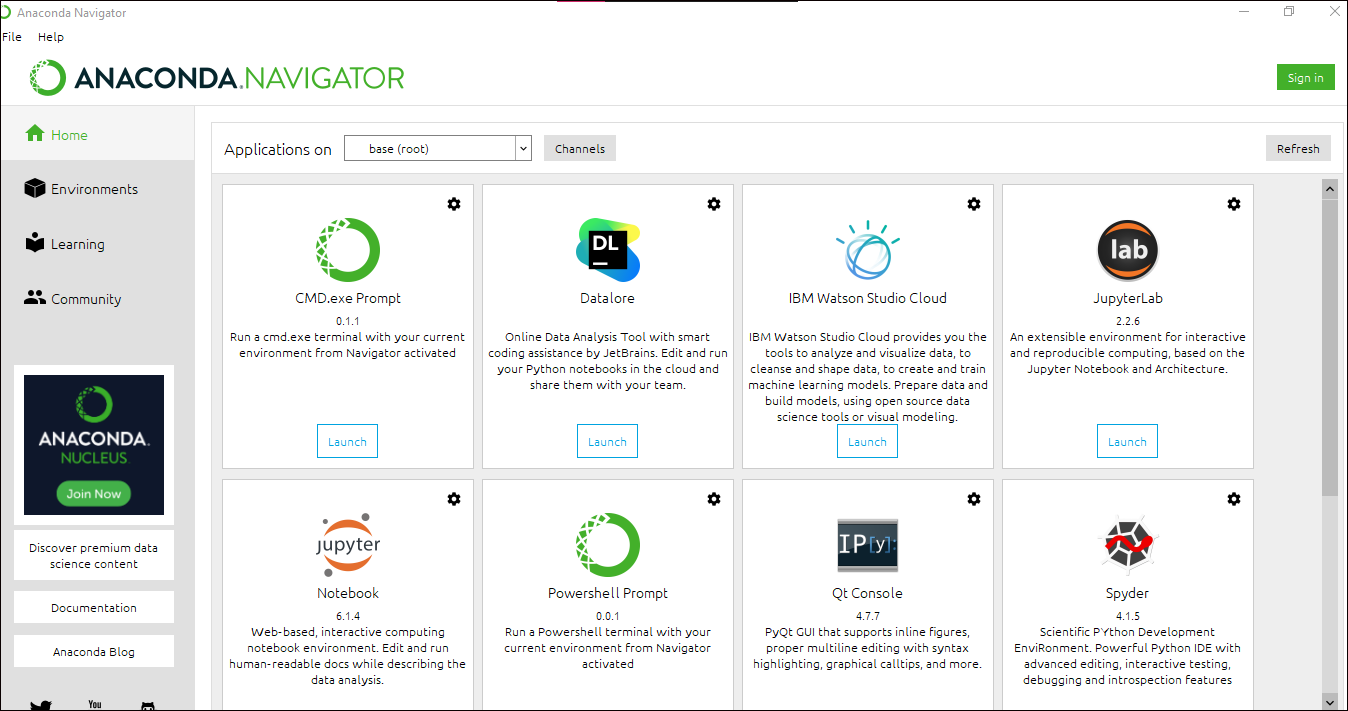 Anaconda Navigator
File Help
ANACONDA.NAVIGATOR
Sign in
Home
Environments
Learning
Community
ANACONDA.
NUCLEUS.
Join Now
Discover premium data
science content
Documentation
Anaconda Blog
You
Applications on base (root) Channels Refresh
CMD.exe Prompt
0.1.1
Run a cmd.exe terminal with your current
environment from Navigator activated
Launch
DL
Datalore
Online Data Analysis Tool with smart
coding assistance by JetBrains. Edit and run
your Python notebooks in the cloud and
share them with your team.
Launch
IBM Watson Studio Cloud
IBM Watson Studio Cloud provides you the
tools to analyze and visualize data, to
cleanse and shape data, to create and train
machine learning models. Prepare data and
build models, using open source data
science tools or visual modeling.
Launch
lab
JupyterLab
2.2.6
An extensible environment for interactive
and reproducible computing, based on the
Jupyter Notebook and Architecture.
Launch
jupyter
Notebook
6.1.4
Web-based, interactive computing
notebook environment. Edit and run
human-readable docs while describing the
data analysis.
Powershell Prompt
0.0.1
Run a Powershell terminal with your
current environment from Navigator
activated
IP[y]:
Qt Console
4.7.7
PyQt GUI that supports inline figures,
proper multiline editing with syntax
highlighting, graphical calltips, and more.
Spyder
4.1.5
Scientific PYthon Development
EnviRonment. Powerful Python IDE with
advanced editing, interactive testing,
debugging and introspection features